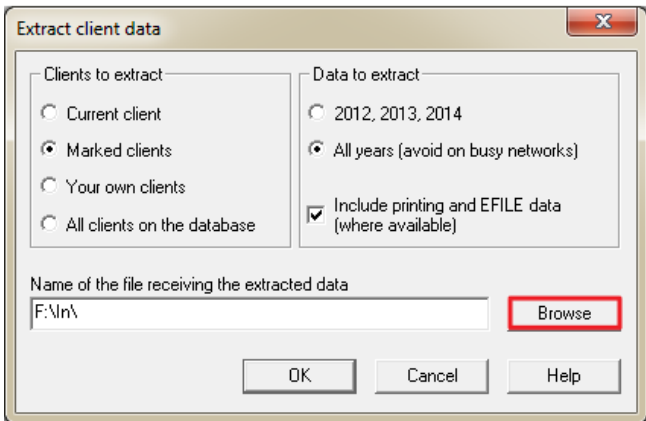 Extract client data
Clients to extract
Current client
Marked clients
Your own clients
All clients on the database
Data to extract
2012, 2013, 2014
All years (avoid on busy networks)
Include printing and EFILE data
(where available)
Name of the file receiving the extracted data
F:\In\
Browse
OK
Cancel
Help